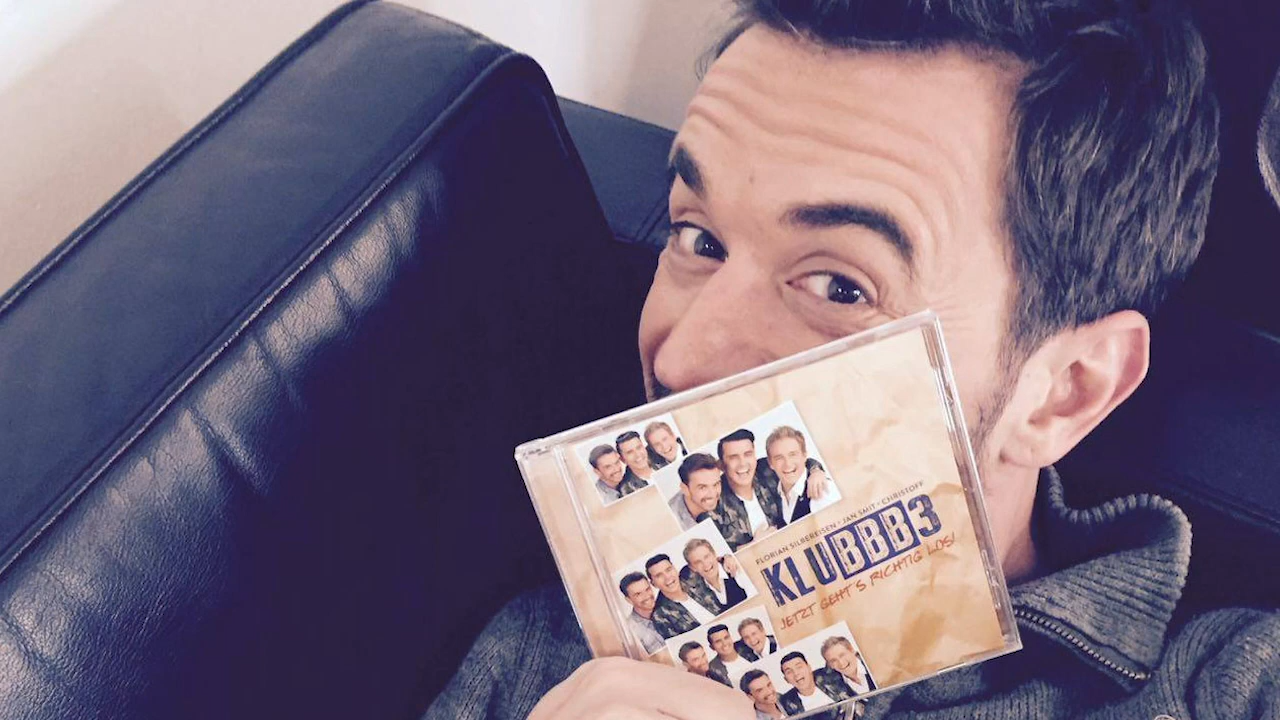 FLORIAN SILBEREISEN • JAN SMIT • CHRISTOFF
KLUBBB3
JETZT GEHT'S RICHTIG LOS!